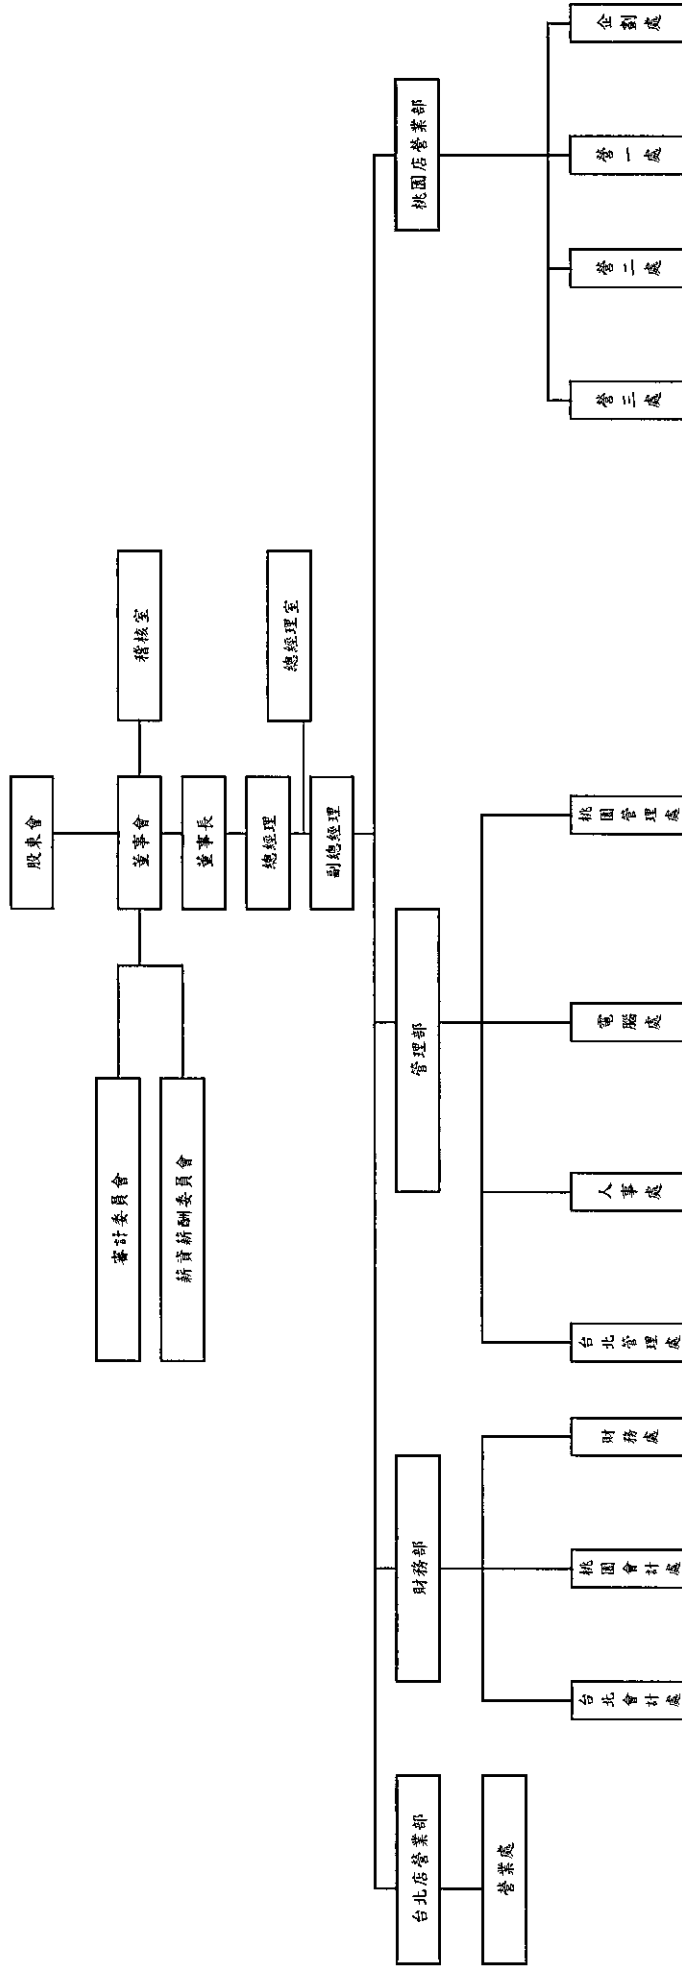 股東會
董事會
稽核室
審計委員會
薪資薪酬委員會
董事長
總經理
總經理室
副總經理
台北店營業部
財務部
管理部
桃園店營業部
營業處
台北會計處
桃園會計處
財務處
台北管理處
人事處
電腦處
桃園管理處
營三處
營二處
營一處
企劃處